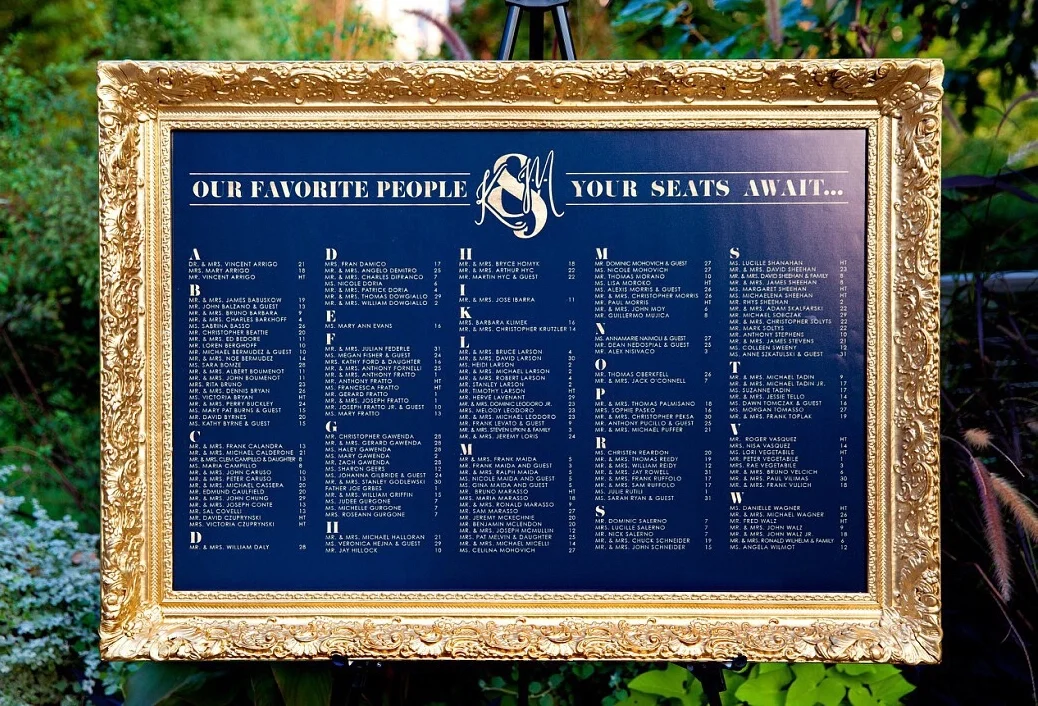 OUR FAVORITE PEOPLE K&M YOUR SEATS AWAIT...
A
DR. & MRS. VINCENT ARRIGO 21
MRS. MARY ARRIGO 18
MR. VINCENT ARRIGO HT
B
MR. & MRS. JAMES BABUSKOW 19
MR. JOHN BALZANO & GUEST 13
MR. & MRS. BRUNO BARBARA 9
MR. & MRS. CHARLES BARKHOFF 4
MS. SABRINA BASSO 26
MR. CHRISTOPHER BEATTIE 20
MR. & MRS. ED BEDORE 11
MR. LOREN BERGHOFF 10
MR. MICHAEL BERMUDEZ & GUEST 10
MR. & MRS. NOE BERMUDEZ 14
MS. SARA BOMZE 28
MR. & MRS. ALBERT BOUMENOT 11
MR. & MRS. JOHN BOUMENOT 11
MRS. RITA BRUNO 23
MR. & MRS. DENNIS BRYAN 26
MS. VICTORIA BRYAN HT
MR. & MRS. PERRY BUCKLEY 24
MS. MARY PAT BURNS & GUEST 15
MR. DAVID BYRNES 20
MS. KATHY BYRNE & GUEST 15
C
MR. & MRS. FRANK CALANDRA 13
MR. & MRS. MICHAEL CALDERONE 21
MR. & MRS. CLEM CAMPILLO & DAUGHTER 8
MS. MARIA CAMPILLO 8
MR. & MRS. JOHN CARUSO 10
MR. & MRS. PETER CARUSO 13
MR. & MRS. MICHAEL CASSERA 20
MR. EDMUND CAULFIELD 20
MR. & MRS. JOHN CHUNG 29
MR. & MRS. JOSEPH CONTE 13
MR. SAL COVELLI 3
MR. DAVID CZUPRYNSKI HT
MRS. VICTORIA CZUPRYNSKI HT
D
MR. & MRS. WILLIAM DALY 28
D
MRS. FRAN DAMICO 17
MR. & MRS. ANGELO DEMITRO 25
MR. & MRS. CHARLES DIFRANCO 7
MS. NICOLE DORIA 6
MR. & MRS. PATRICK DORIA 4
MR. & MRS. THOMAS DOWGIALLO 29
MR. & MRS. WILLIAM DOWGIALLO 2
E
MS. MARY ANN EVANS 16
F
MR. & MRS. JULIAN FEDERLE 31
MS. MEGAN FISHER & GUEST 24
MRS. KATHY FORD & DAUGHTER 16
MR. & MRS. ANTHONY FORNELLI 25
MR. & MRS. ANTHONY FRATTO 1
MR. ANTHONY FRATTO HT
MS. FRANCESCA FRATTO HT
MR. GERARD FRATTO 1
MR. & MRS. JOSEPH FRATTO 1
MR. JOSEPH FRATTO JR. & GUEST 10
MS. MARY FRATTO 1
G
MR. CHRISTOPHER GAWENDA 28
MR. & MRS. GERARD GAWENDA 28
MS. HALEY GAWENDA 28
MS. MARY GAWENDA 2
MR. ZACH GAWENDA 28
MS. SHARON GEERS 12
MS. JOHANNA GILBRIDE & GUEST 24
MR. & MRS. STANLEY GODLEWSKI 30
FATHER JOE GRBES 1
MR. & MRS. WILLIAM GRIFFIN 15
MS. JUDEE GURGONE 7
MS. MICHELLE GURGONE 7
MRS. ROSEANN GURGONE 7
H
MR. & MRS. MICHAEL HALLORAN 21
MS. VERONICA HEJNA & GUEST 29
MR. JAY HILLOCK 10
H
MR. & MRS. BRYCE HOMYK 18
MR. & MRS. ARTHUR HYC 22
MR. MARTIN HYC & GUEST 22
I
MR. & MRS. JOSE IBARRA 11
K
MRS. BARBARA KLIMEK 16
MR. & MRS. CHRISTOPHER KRUTZLER 14
L
MR. & MRS. BRUCE LARSON 4
MR. & MRS. DAVID LARSON 30
MS. HEIDI LARSON 2
MR. & MRS. MICHAEL LARSON 2
MR. & MRS. ROBERT LARSON 4
MR. STANLEY LARSON 2
MR. TIMOTHY LARSON HT
MR. HERVÉ LAVENANT 29
MR. & MRS. DOMINIC LEODORO JR. 23
MRS. MELODY LEODORO 23
MR. & MRS. MICHAEL LEODORO 23
MR. FRANK LEVATO & GUEST 9
MR. & MRS. STEVEN LIPKIN & FAMILY 3
MR. & MRS. JEREMY LORIS 24
M
MR. & MRS. FRANK MAIDA 5
MR. FRANK MAIDA AND GUEST 3
MR. & MRS. RALPH MAIDA 5
MS. NICOLE MAIDA AND GUEST 5
MS. GINA MAIDA AND GUEST 5
MR. BRUNO MARASSO HT
MS. MARIA MARASSO 18
MR. & MRS. RONALD MARASSO 9
MR. SAM MARASSO 27
MR. JEREMY MCKECHNIE 20
MR. BENJAMIN MCLENDON 20
MR. & MRS. JOSEPH MCMULLIN 12
MRS. PAT MELVIN & DAUGHTER 25
MR. & MRS. MICHAEL MICELLI 14
MS. CELILNA MOHOVICH 27
M
MR. DOMINIC MOHOVICH & GUEST 27
MS. NICOLE MOHOVICH 27
MR. THOMAS MORANO 10
MS. LISA MOROKO HT
MS. ALEXIS MORRIS & GUEST 26
MR. & MRS. CHRISTOPHER MORRIS 26
MR. PAUL MORRIS HT
MR. & MRS. JOHN MOY 6
MR. GUILLERMO MUJICA 8
N
MS. ANNAMARIE NAMOLI & GUEST 27
MR. DEAN NEDOSPIAL & GUEST 25
MR. ALEX NISIVACO 3
O
MR. THOMAS OBERKFELL 26
MR. & MRS. JACK O'CONNELL 7
P
MR. & MRS. THOMAS PALMISANO 18
MRS. SOPHIE PASKO 16
MR. & MRS. CHRISTOPHER PEKSA 30
MR. ANTHONY PUCILLO & GUEST 25
MR. & MRS. MICHAEL PUFFER 21
R
MS. CHRISTEN REARDON 20
MR. & MRS. THOMAS REEDY 19
MR. & MRS. WILLIAM REIDY 12
MR. & MRS. JAY ROWELL 31
MR. & MRS. FRANK RUFFOLO 17
MR. & MRS. SAM RUFFOLO 17
MS. JULIE RUTILI 1
MS. SARAH RYAN & GUEST 31
S
MR. DOMINIC SALERNO 7
MRS. LUCILLE SALERNO 7
MR. NICK SALERNO 7
MR. & MRS. CHUCK SCHNEIDER 19
MR. & MRS. JOHN SCHNEIDER 15
S
MS. LUCILLE SHANAHAN HT
MR. & MRS. DAVID SHEEHAN 23
MR. & MRS. DAVID SHEEHAN & FAMILY 8
MR. & MRS. JAMES SHEEHAN 8
MS. MARGARET SHEEHAN HT
MS. MICHAELENA SHEEHAN HT
MR. RHYS SHEEHAN 2
MR. & MRS. ADAM SKALFARSKI 22
MR. MICHAEL SOBCZAK
MR. & MRS. CHRISTOPHER SOLTYS 22
MR. MARK SOLTYS 22
MR. ANTHONY STEPHENS 10
MR. & MRS. JAMES STEVENS 21
MS. COLLEEN SWEENY 12
MS. ANNE SZKATULSKI & GUEST 31
T
MR. & MRS. MICHAEL TADIN 9
MR. & MRS. MICHAEL TADIN JR. 17
MS. SUZANNE TADIN 17
MR. & MRS. JESSIE TELLO 14
MS. DAWN TOMCZAK & GUEST 16
MS. MORGAN TOMASSO 27
MR. & MRS. FRANK TOPLAK 19
V
MR. ROGER VASQUEZ HT
MRS. NISA VASQUEZ 14
MS. LORI VEGETABILE HT
MR. PETER VEGETABILE 1
MRS. RAE VEGETABILE 3
MR. & MRS. BRUNO VELCICH 6
MR. & MRS. PAUL VILIMAS 30
MR. & MRS. FRANK VULICH 18
W
MS. DANIELLE WAGNER HT
MR. & MRS. MICHAEL WAGNER 26
MR. FRED WALZ HT
MR. & MRS. JOHN WALZ 9
MR. & MRS. JOHN WALZ JR. 18
MR. & MRS. RONALD WILHELM & FAMILY 6
MS. ANGELA WILMOT 12